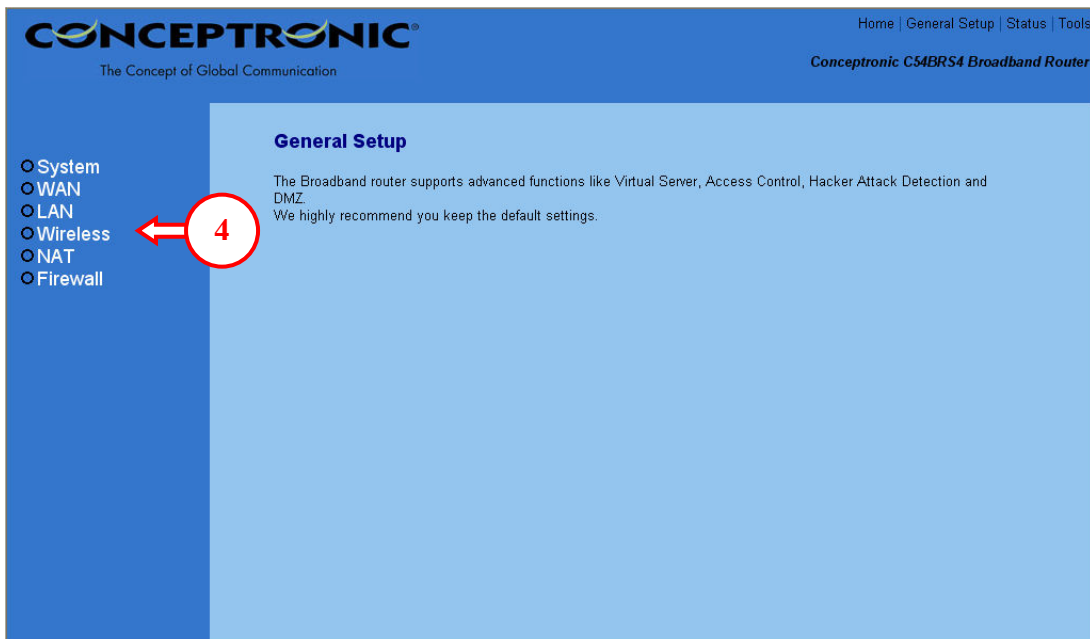 CONCEPTRONIC®
The Concept of Global Communication
Home | General Setup | Status | Tools
Conceptronic C54BRS4 Broadband Router
System
WAN
LAN
Wireless
NAT
Firewall
4
General Setup
The Broadband router supports advanced functions like Virtual Server, Access Control, Hacker Attack Detection and
DMZ.
We highly recommend you keep the default settings.